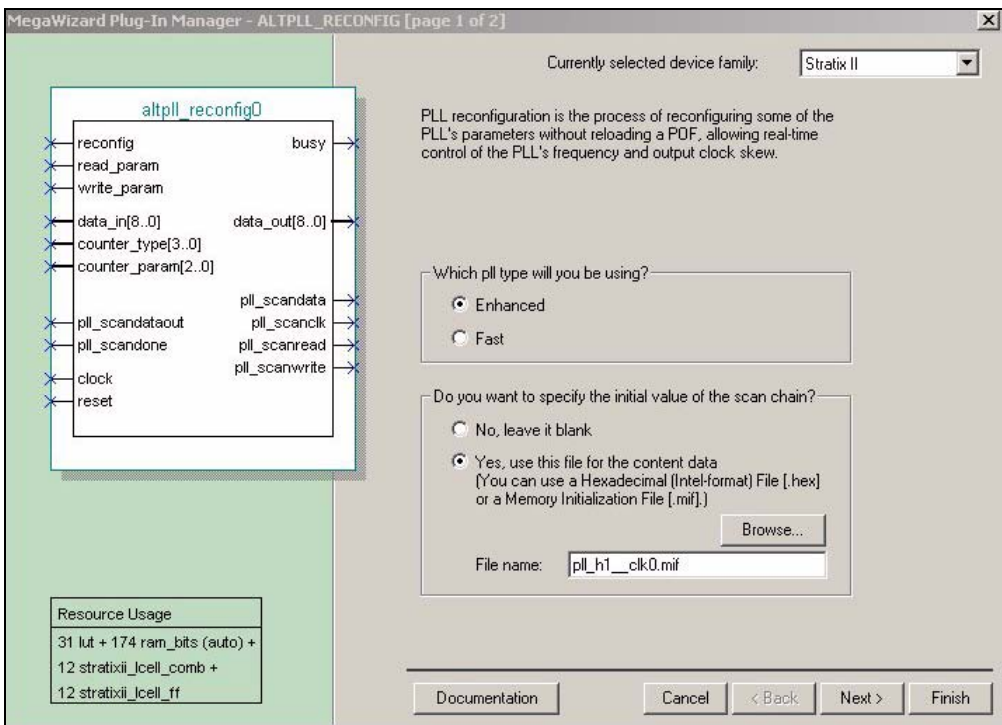 MegaWizard Plug-In Manager - ALTPLL_RECONFIG [page 1 of 2]
Currently selected device family:
Stratix II
altpll_reconfig0
reconfig
busy
read_param
write_param
data_in[8..0]
data_out[8..0]
counter_type[3..0]
counter_param[2..0]
pll_scandata
pll_scandataout
pll_scanclk
pll_scandone
pll_scanread
pll_scanwrite
clock
reset
PLL reconfiguration is the process of reconfiguring some of the
PLL's parameters without reloading a POF, allowing real-time
control of the PLL's frequency and output clock skew.
Which pll type will you be using?
Enhanced
Fast
Do you want to specify the initial value of the scan chain?
No, leave it blank
Yes, use this file for the content data
(You can use a Hexadecimal (Intel-format) File [.hex]
or a Memory Initialization File [.mif].)
Browse...
File name:
pll_h1__clk0.mif
Resource Usage
31 lut + 174 ram_bits (auto) +
12 stratixii_lcell_comb +
12 stratixii_lcell_ff
Documentation
Cancel
< Back
Next >
Finish